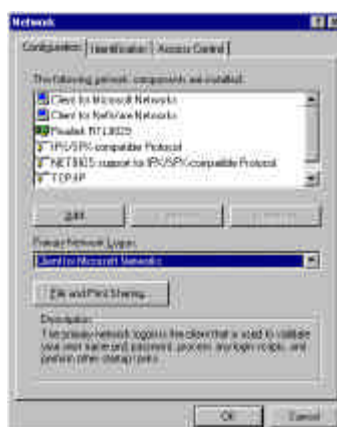 Network
Configuration Identification Access Control
The following network components are installed:
Client for Microsoft Networks
Client for NetWare Networks
Realtek RTL8029
IPX/SPX-compatible Protocol
NETBIOS support for IPX/SPX-compatible Protocol
TCP/IP
Add...
Primary Network Logon:
Client for Microsoft Networks
File and Print Sharing...
Description
The primary network logon is the client that is used to validate
your user name and password, process any login scripts, and
perform other startup tasks.
OK Cancel